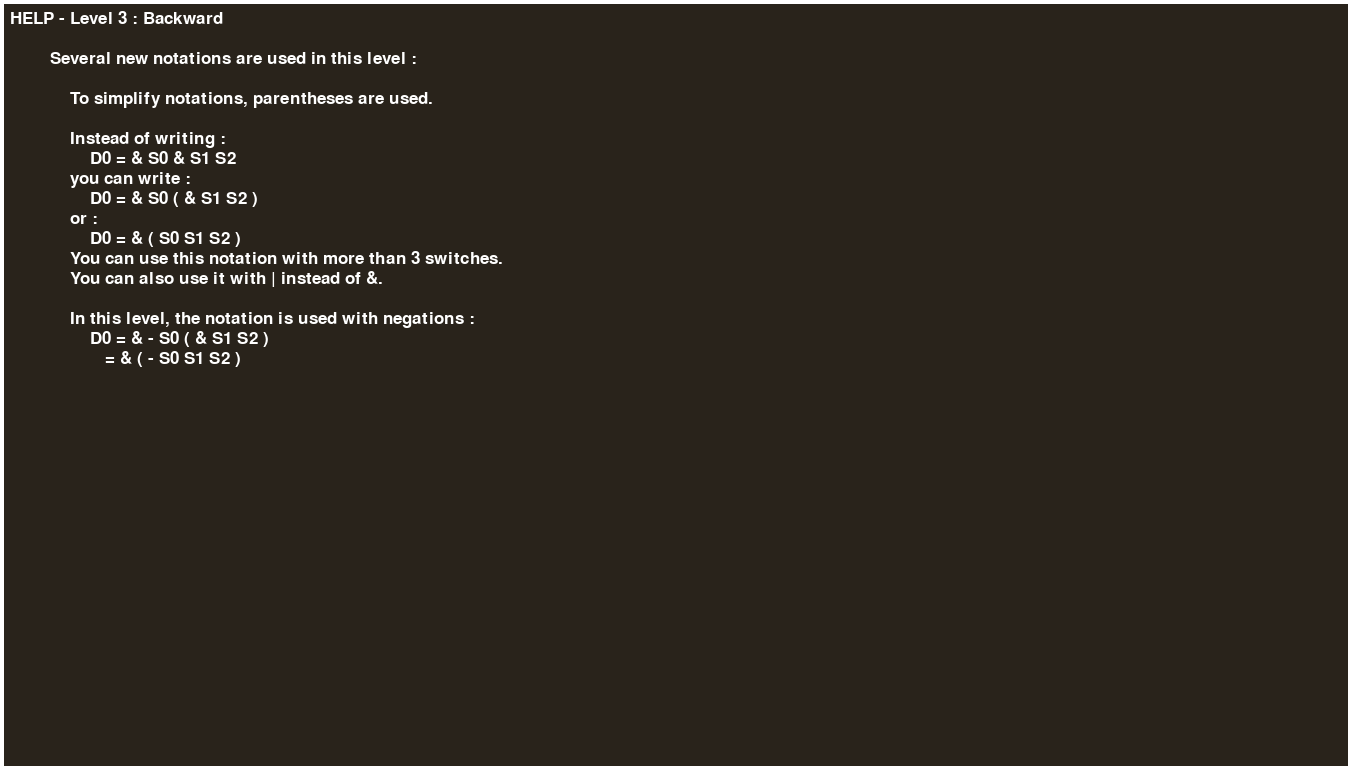 HELP - Level 3 : Backward
Several new notations are used in this level :
To simplify notations, parentheses are used.
Instead of writing :
D0 = & S0 & S1 S2
you can write :
D0 = & S0 ( & S1 S2 )
or :
D0 = & ( S0 S1 S2 )
You can use this notation with more than 3 switches.
You can also use it with | instead of &.
In this level, the notation is used with negations :
D0 = & - S0 ( & S1 S2 )
= & ( - S0 S1 S2 )